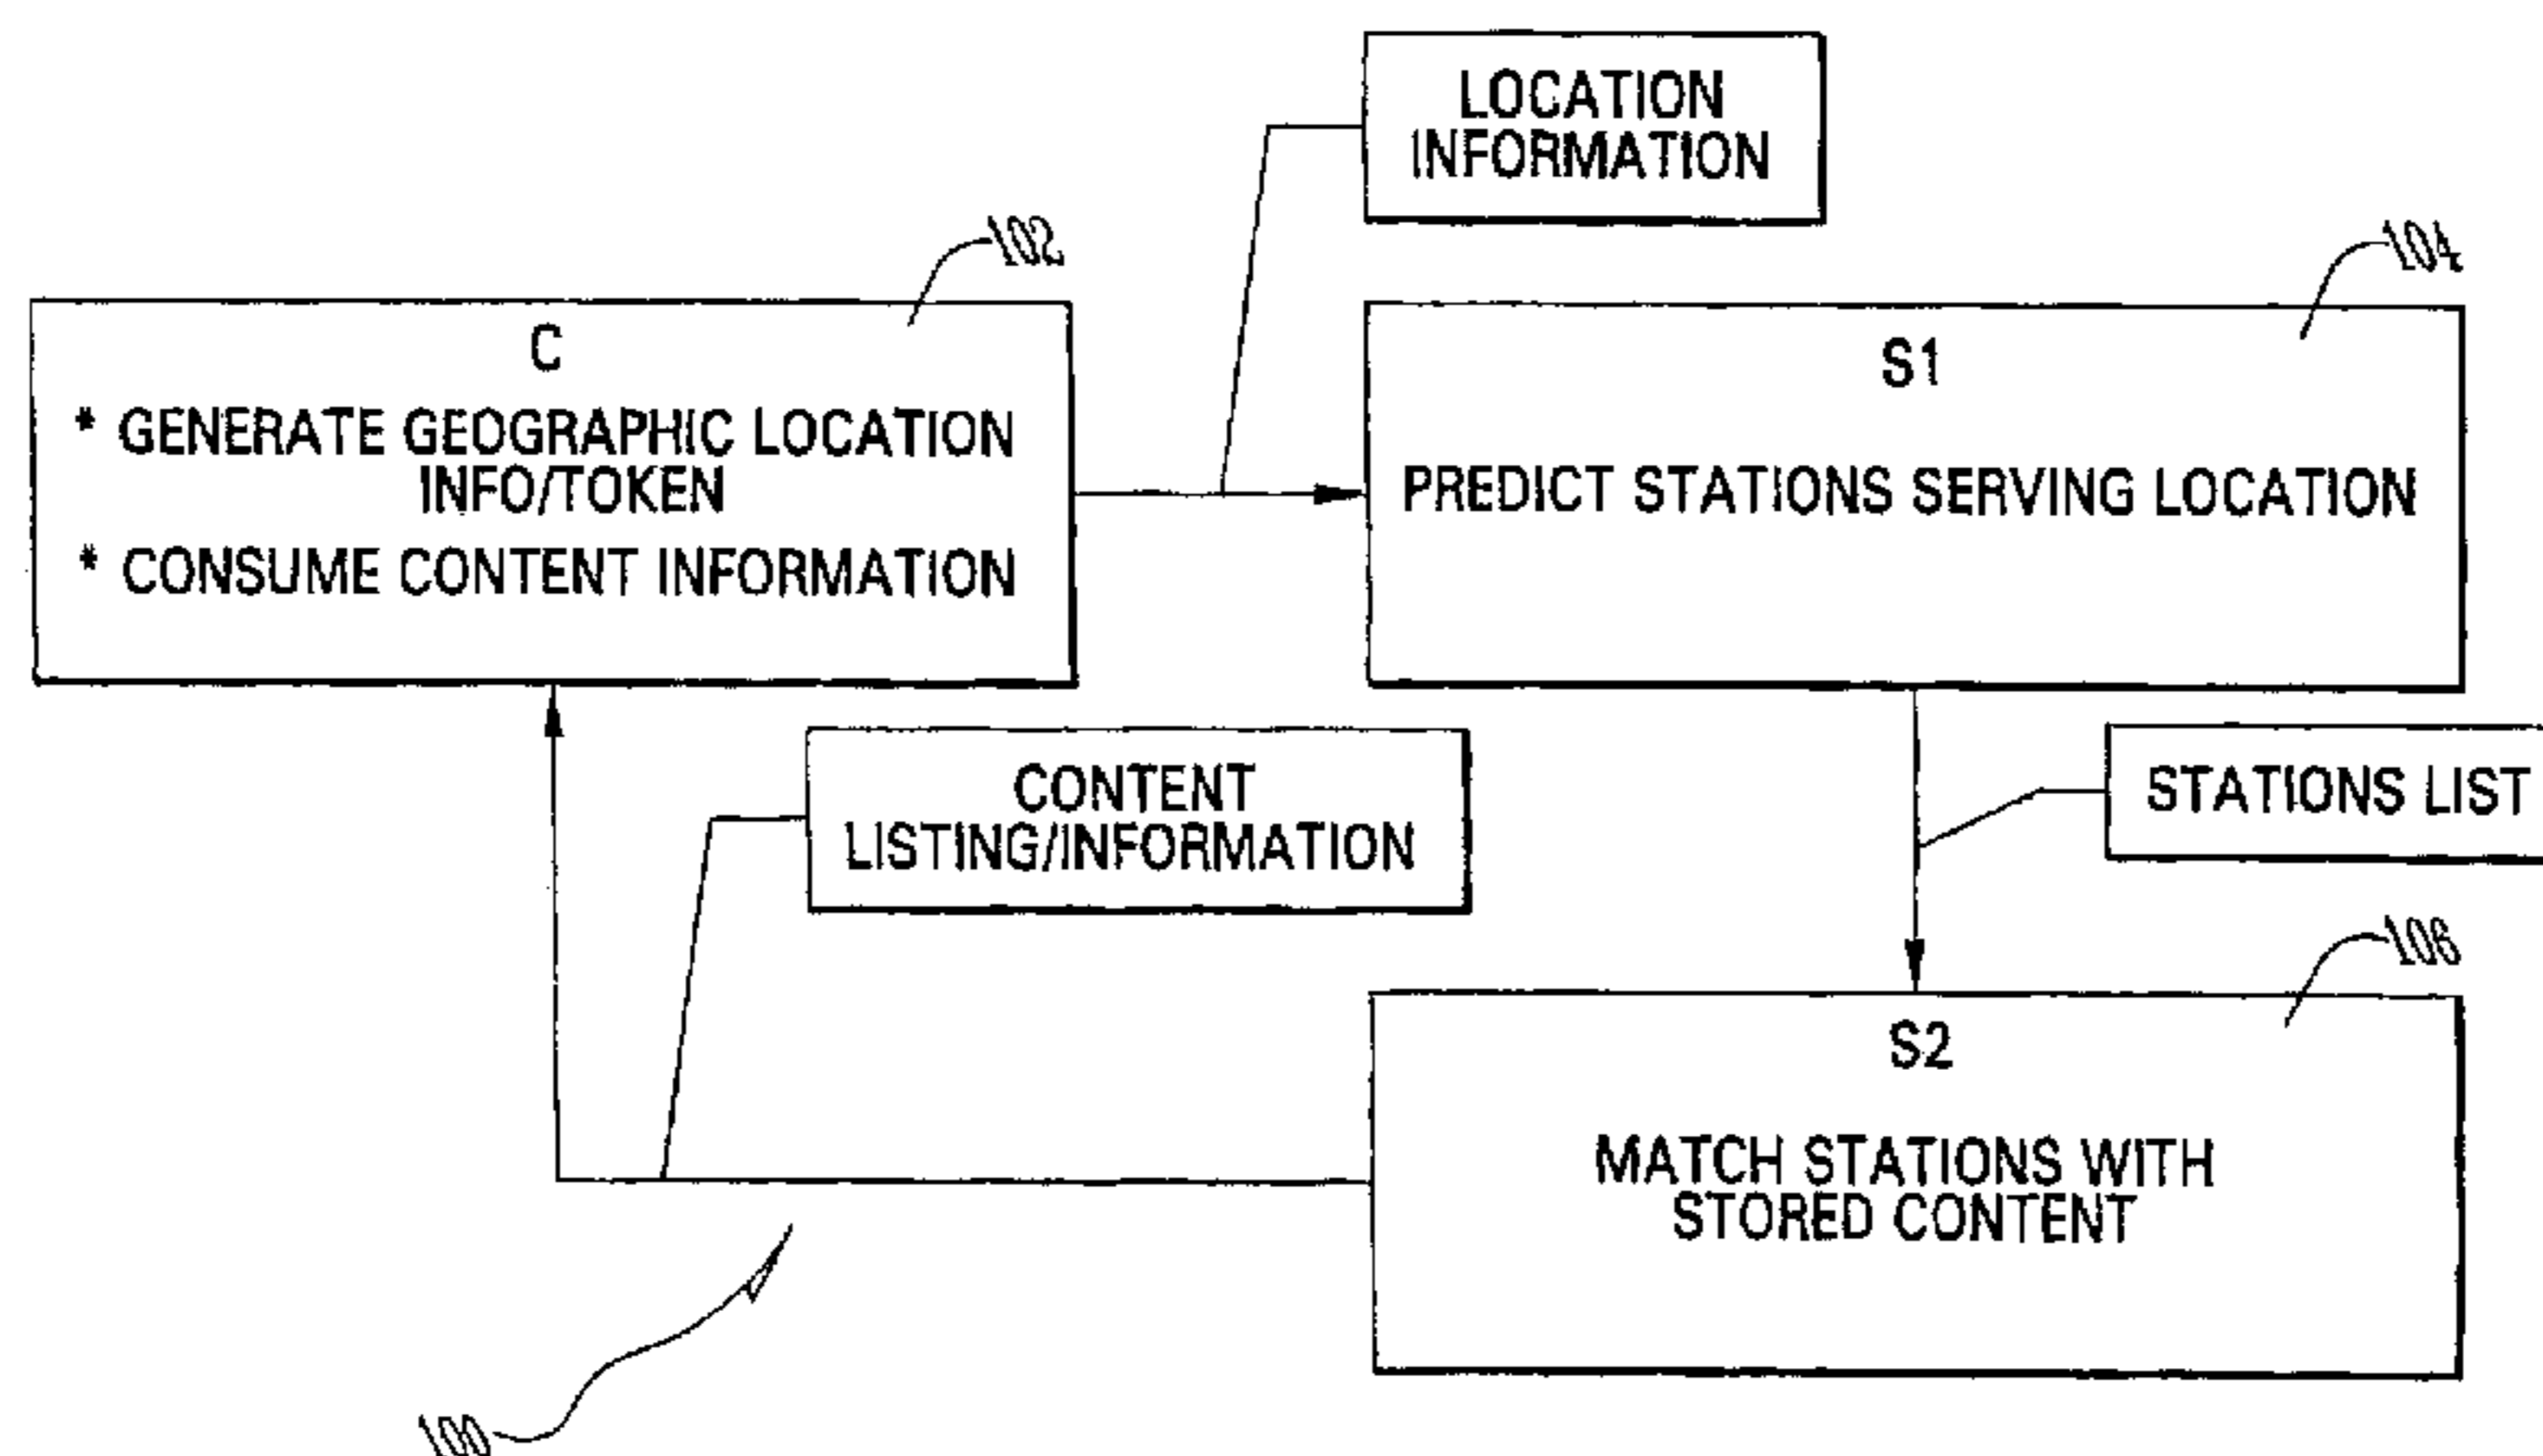 LOCATION
INFORMATION
102
104
C
* GENERATE GEOGRAPHIC LOCATION
INFO/TOKEN
* CONSUME CONTENT INFORMATION
S1
PREDICT STATIONS SERVING LOCATION
CONTENT
LISTING/INFORMATION
STATIONS LIST
106
S2
MATCH STATIONS WITH
STORED CONTENT
100